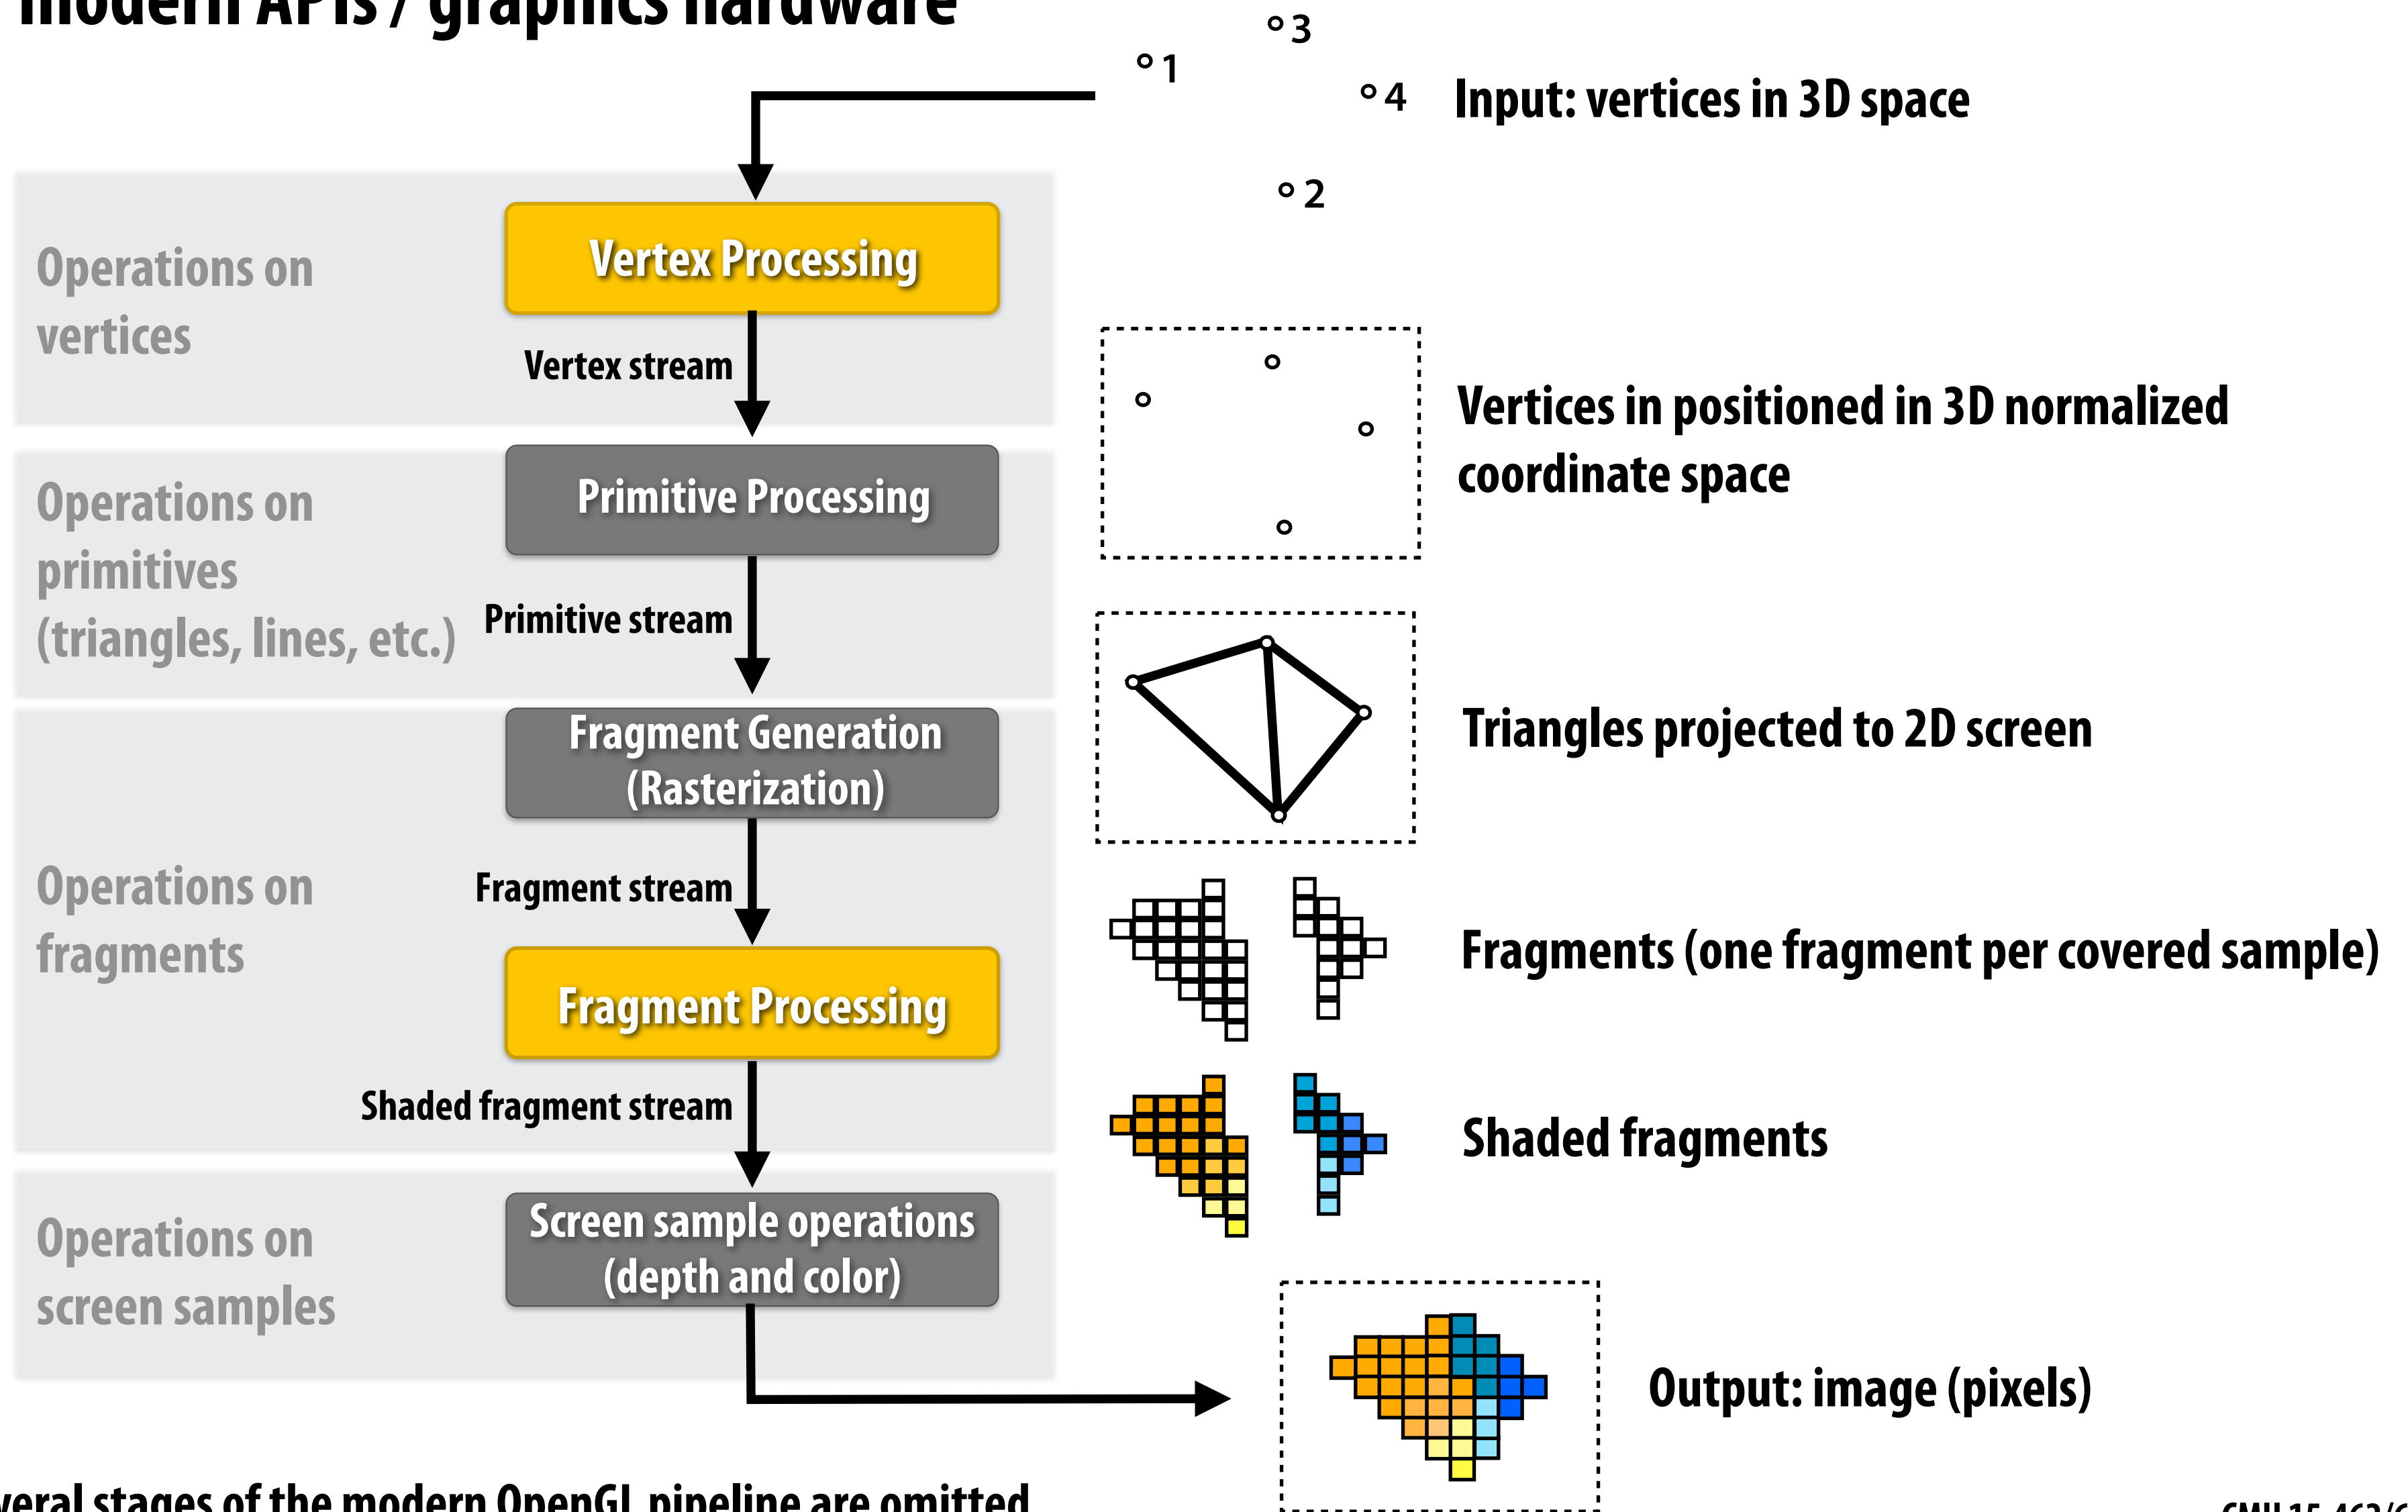 modern APIs / graphics hardware
3
1
4
Input: vertices in 3D space
2
Operations on
vertices
Vertex Processing
Vertex stream
Vertices in positioned in 3D normalized
coordinate space
Operations on
primitives
(triangles, lines, etc.)
Primitive Processing
Primitive stream
Triangles projected to 2D screen
Operations on
fragments
Fragment Generation
(Rasterization)
Fragment stream
Fragments (one fragment per covered sample)
Fragment Processing
Shaded fragment stream
Shaded fragments
Operations on
screen samples
Screen sample operations
(depth and color)
Output: image (pixels)
stages of the modern OpenGL pipeline are omitted
CMU 15-462/